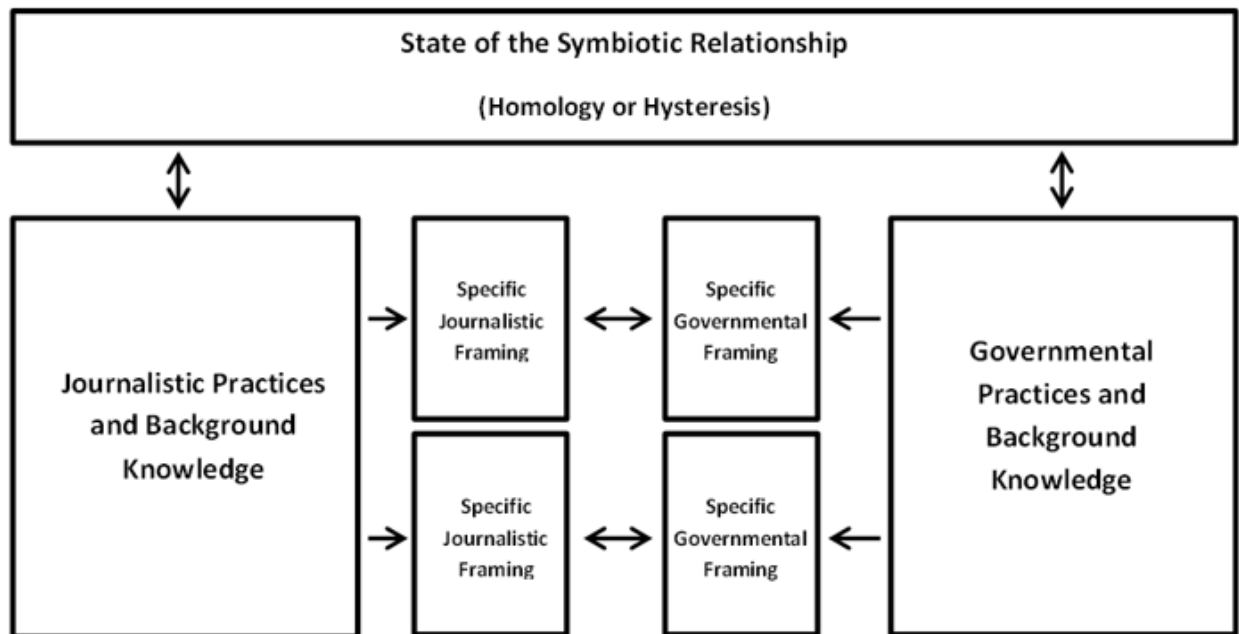 State of the Symbiotic Relationship
(Homology or Hysteresis)
Journalistic Practices
and Background
Knowledge
Specific
Journalistic
Framing
Specific
Governmental
Framing
Governmental
Practices and
Background
Knowledge
Specific
Journalistic
Framing
Specific
Governmental
Framing